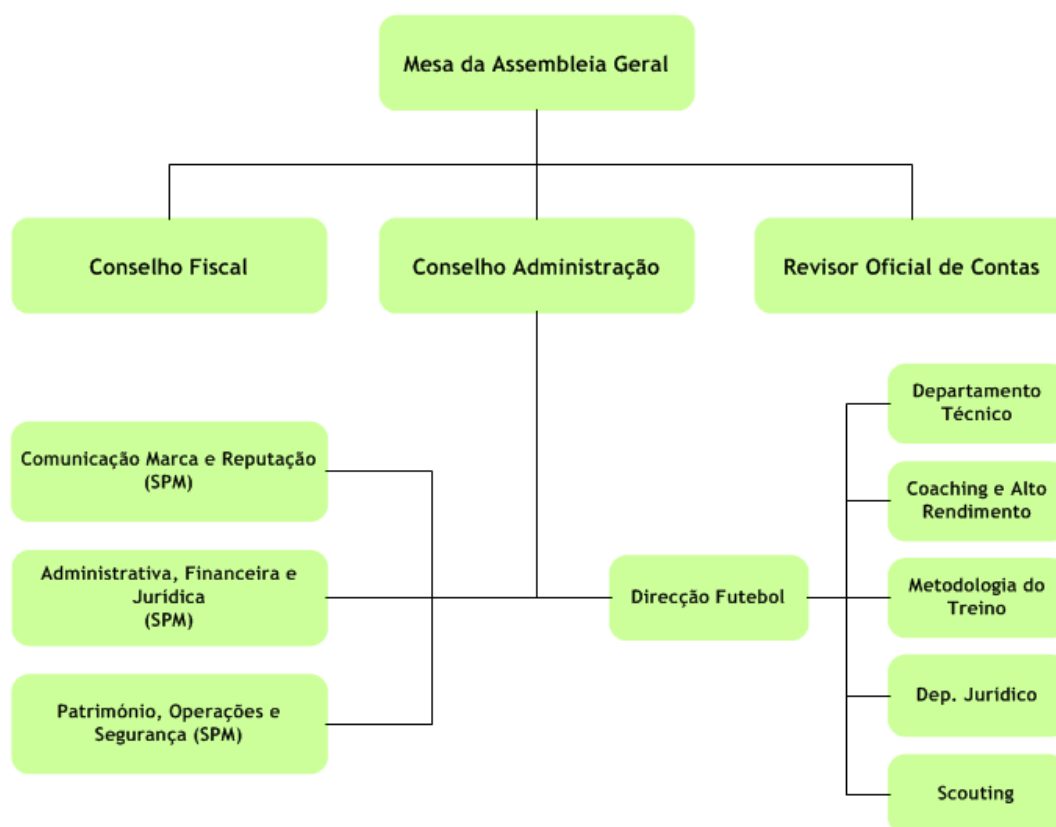 Mesa da Assembleia Geral
Conselho Fiscal
Conselho Administração
Revisor Oficial de Contas
Comunicação Marca e Reputação
(SPM)
Administrativa, Financeira e
Jurídica
(SPM)
Património, Operações e
Segurança (SPM)
Direcção Futebol
Departamento
Técnico
Coaching e Alto
Rendimento
Metodologia do
Treino
Dep. Jurídico
Scouting